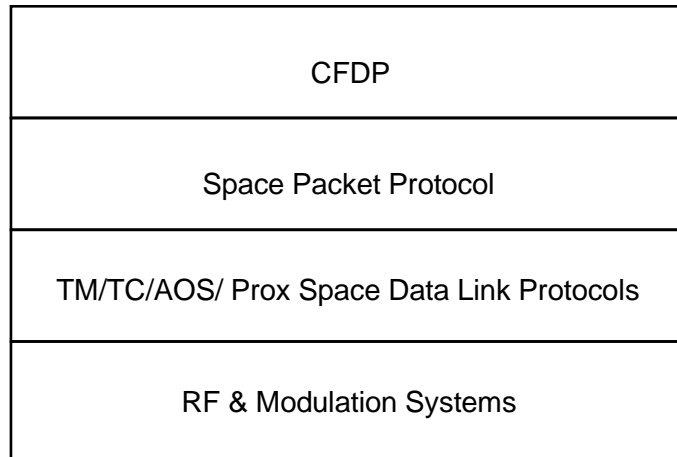 CFDP
Space Packet Protocol
TM/TC/AOS/ Prox Space Data Link Protocols
RF & Modulation Systems